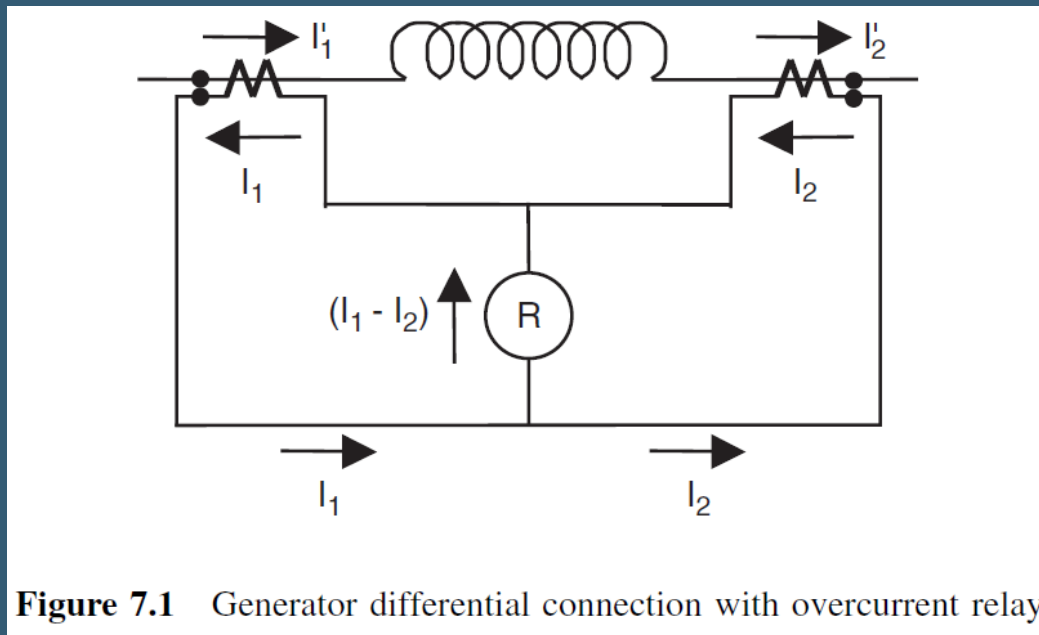 I'₁ I'₂
I₁ I₂
(I₁ - I₂) R
I₁ I₂
Figure 7.1 Generator differential connection with overcurrent relay